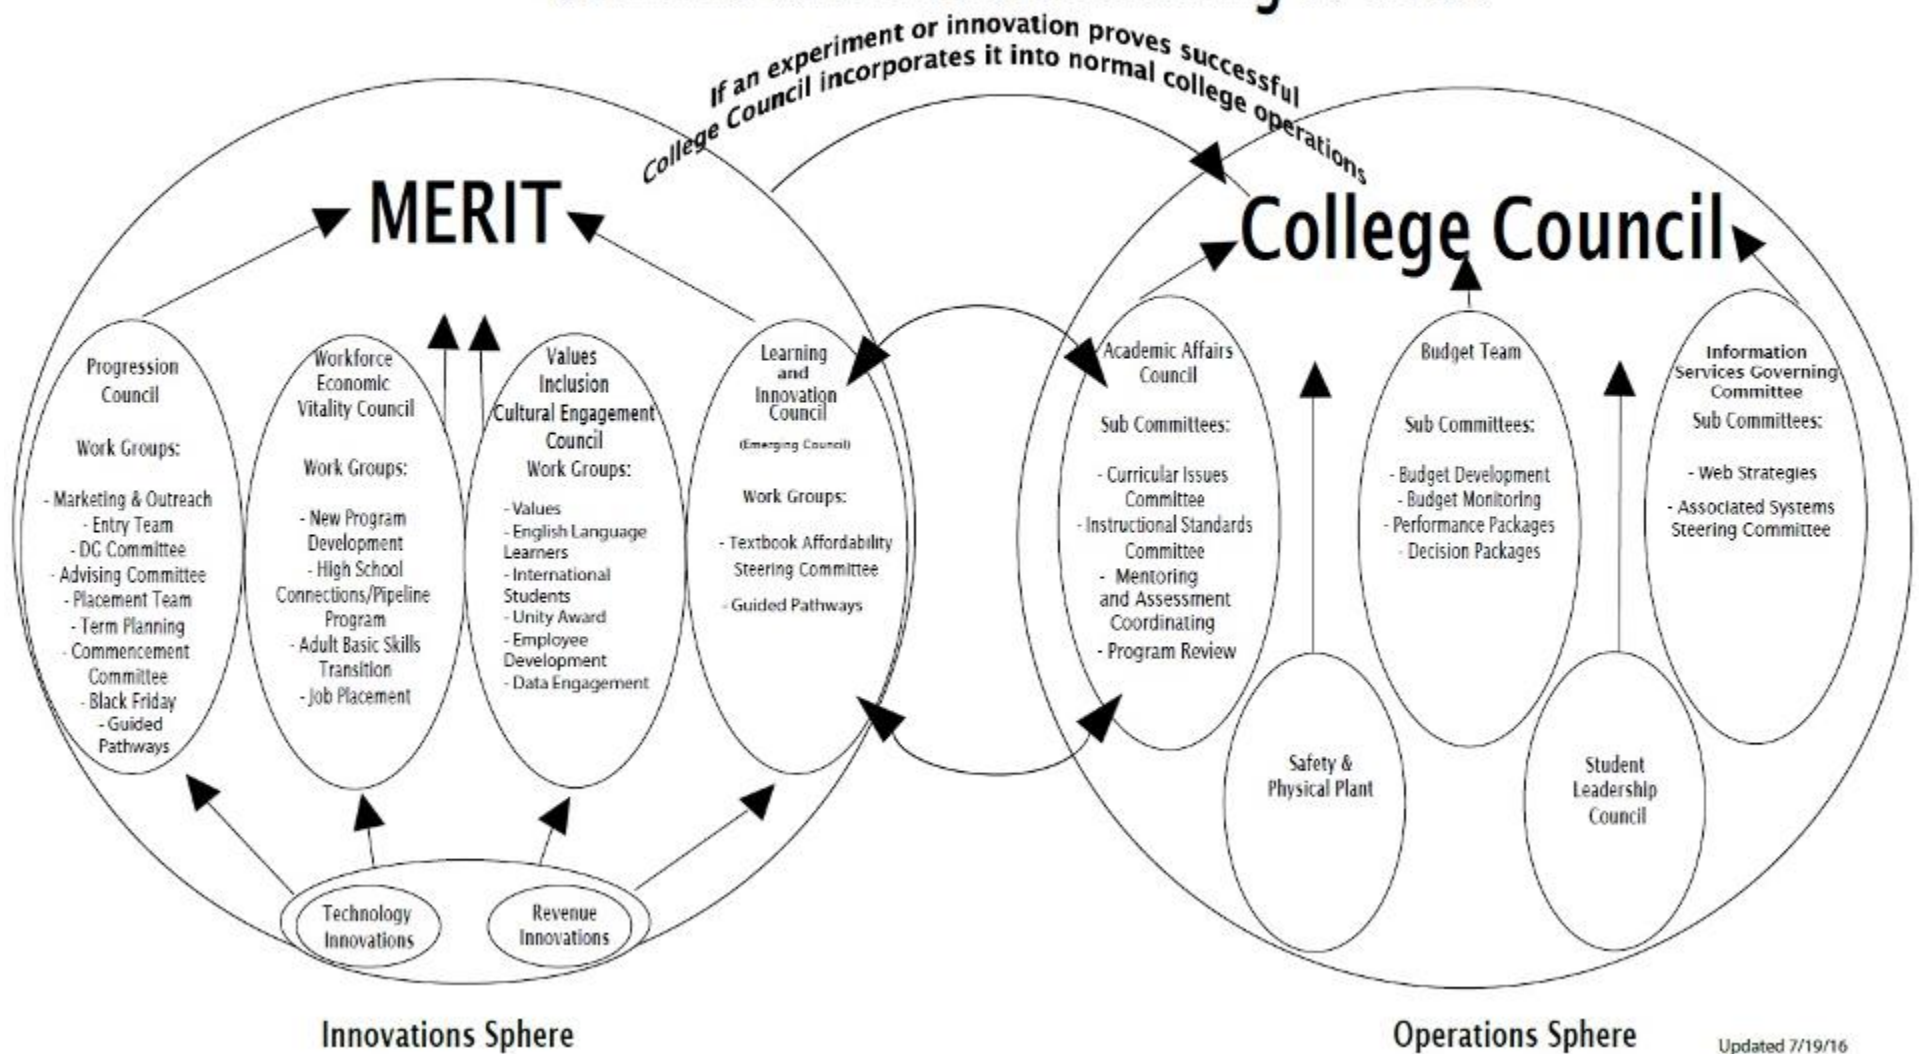 If an experiment or innovation proves successful
College Council incorporates it into normal college operations
MERIT
College Council
Progression
Council
Work Groups:
- Marketing & Outreach
- Entry Team
- DG Committee
- Advising Committee
- Placement Team
- Term Planning
- Commencement
Committee
- Black Friday
- Guided
Pathways
Workforce
Economic
Vitality Council
Work Groups:
- New Program
Development
- High School
Connections/Pipeline
Program
- Adult Basic Skills
Transition
- Job Placement
Values
Inclusion
Cultural Engagement
Council
Work Groups:
- Values
- English Language
Learners
- International
Students
- Unity Award
- Employee
Development
- Data Engagement
Learning
and
Innovation
Council
(Emerging Council)
Work Groups:
- Textbook Affordability
Steering Committee
- Guided Pathways
Technology
Innovations
Revenue
Innovations
Academic Affairs
Council
Sub Committees:
- Curricular Issues
Committee
- Instructional Standards
Committee
- Mentoring
and Assessment
Coordinating
- Program Review
Budget Team
Sub Committees:
- Budget Development
- Budget Monitoring
- Performance Packages
- Decision Packages
Information
Services Governing
Committee
Sub Committees:
- Web Strategies
- Associated Systems
Steering Committee
Safety &
Physical Plant
Student
Leadership
Council
Innovations Sphere
Operations Sphere
Updated 7/19/16